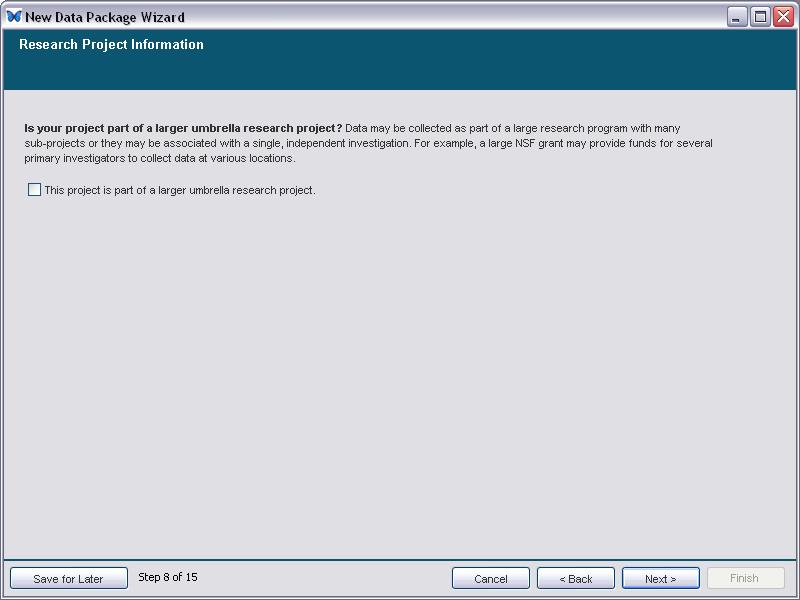 New Data Package Wizard
Research Project Information
Is your project part of a larger umbrella research project? Data may be collected as part of a large research program with many
sub-projects or they may be associated with a single, independent investigation. For example, a large NSF grant may provide funds for several
primary investigators to collect data at various locations.
This project is part of a larger umbrella research project.
Save for Later
Step 8 of 15
Cancel
< Back
Next >
Finish